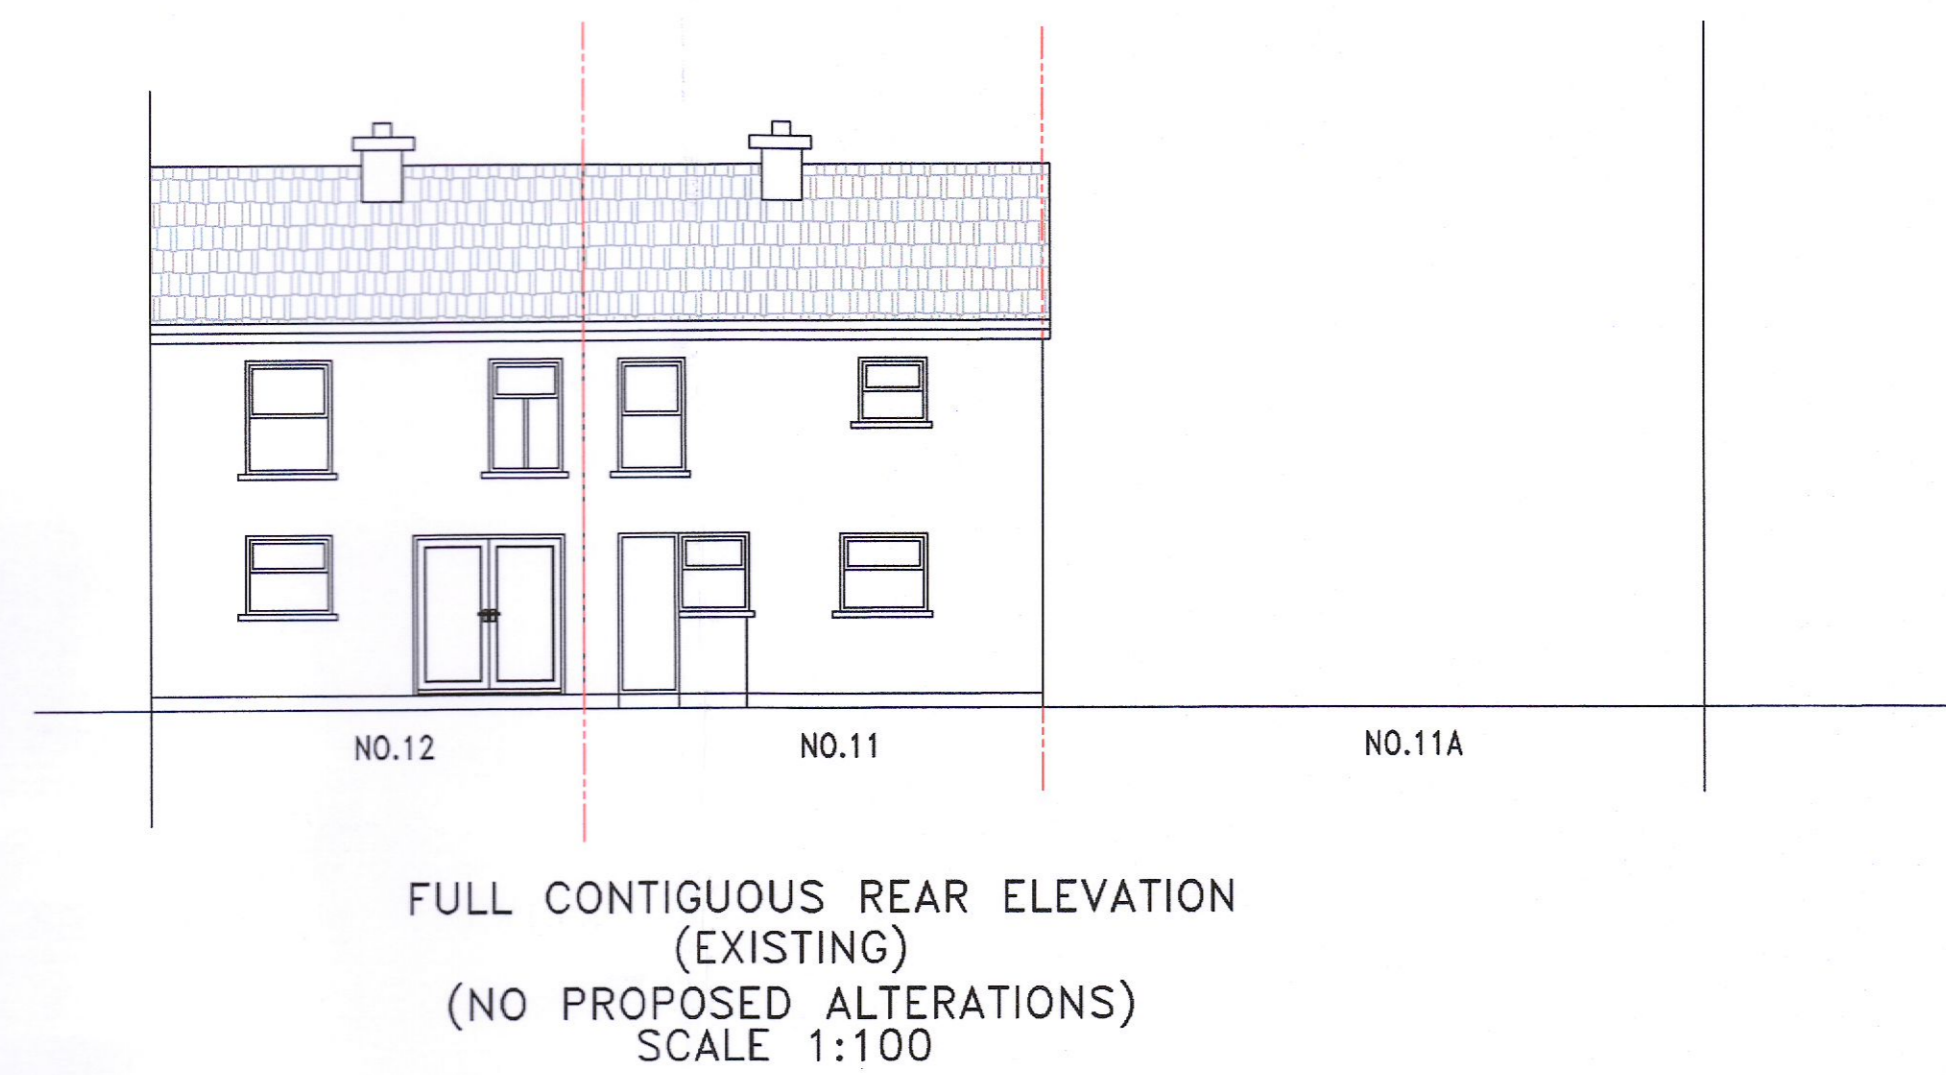 NO.12
NO.11
NO.11A
FULL CONTIGUOUS REAR ELEVATION
(EXISTING)
(NO PROPOSED ALTERATIONS)
SCALE 1:100